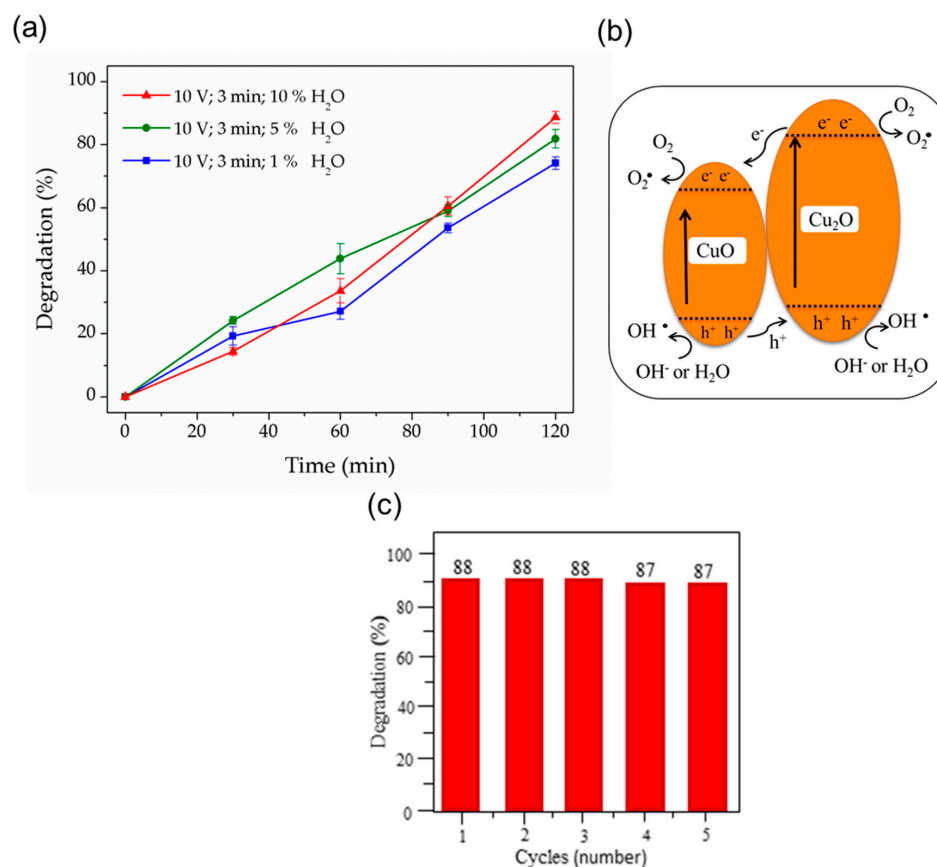 (a)
100
80
60
40
20
0
Degradation (%)
10 V; 3 min; 10 % H₂O
10 V; 3 min; 5 % H₂O
10 V; 3 min; 1 % H₂O
0 20 40 60 80 100 120
Time (min)
(b)
O₂
O₂•
e⁻ e⁻
CuO
h⁺ h⁺
OH •
OH⁻ or H₂O
e⁻
h⁺
e⁻ e⁻
O₂
O₂•
Cu₂O
h⁺ h⁺
OH •
OH⁻ or H₂O
(c)
100
80
60
40
20
0
Degradation (%)
88 88 88 87 87
1 2 3 4 5
Cycles (number)